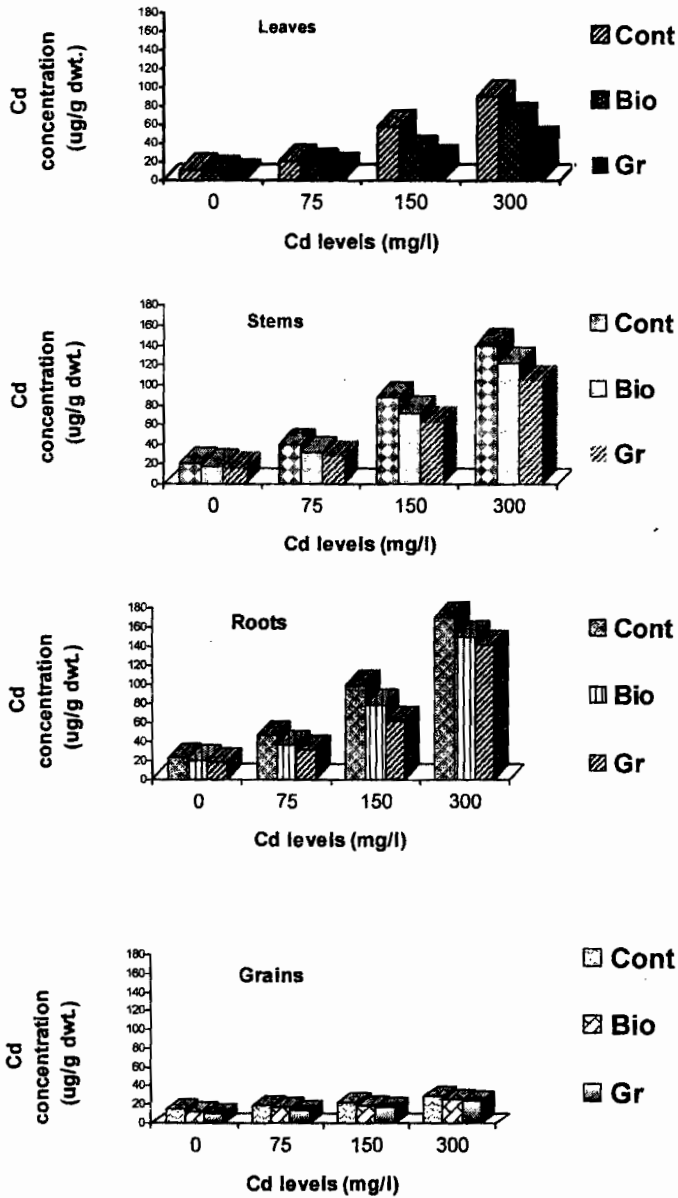 Leaves
Cd
concentration
(ug/g dwt.)
180
160
140
120
100
80
60
40
20
0
0 75 150 300
Cd levels (mg/l)
Cont
Bio
Gr
Stems
Cd
concentration
(ug/g dwt.)
180
160
140
120
100
80
60
40
20
0
0 75 150 300
Cd levels (mg/l)
Cont
Bio
Gr
Roots
Cd
concentration
(ug/g dwt.)
180
160
140
120
100
80
60
40
20
0
0 75 150 300
Cd levels (mg/l)
Cont
Bio
Gr
Grains
Cd
concentration
(ug/g dwt.)
180
160
140
120
100
80
60
40
20
0
0 75 150 300
Cd levels (mg/l)
Cont
Bio
Gr